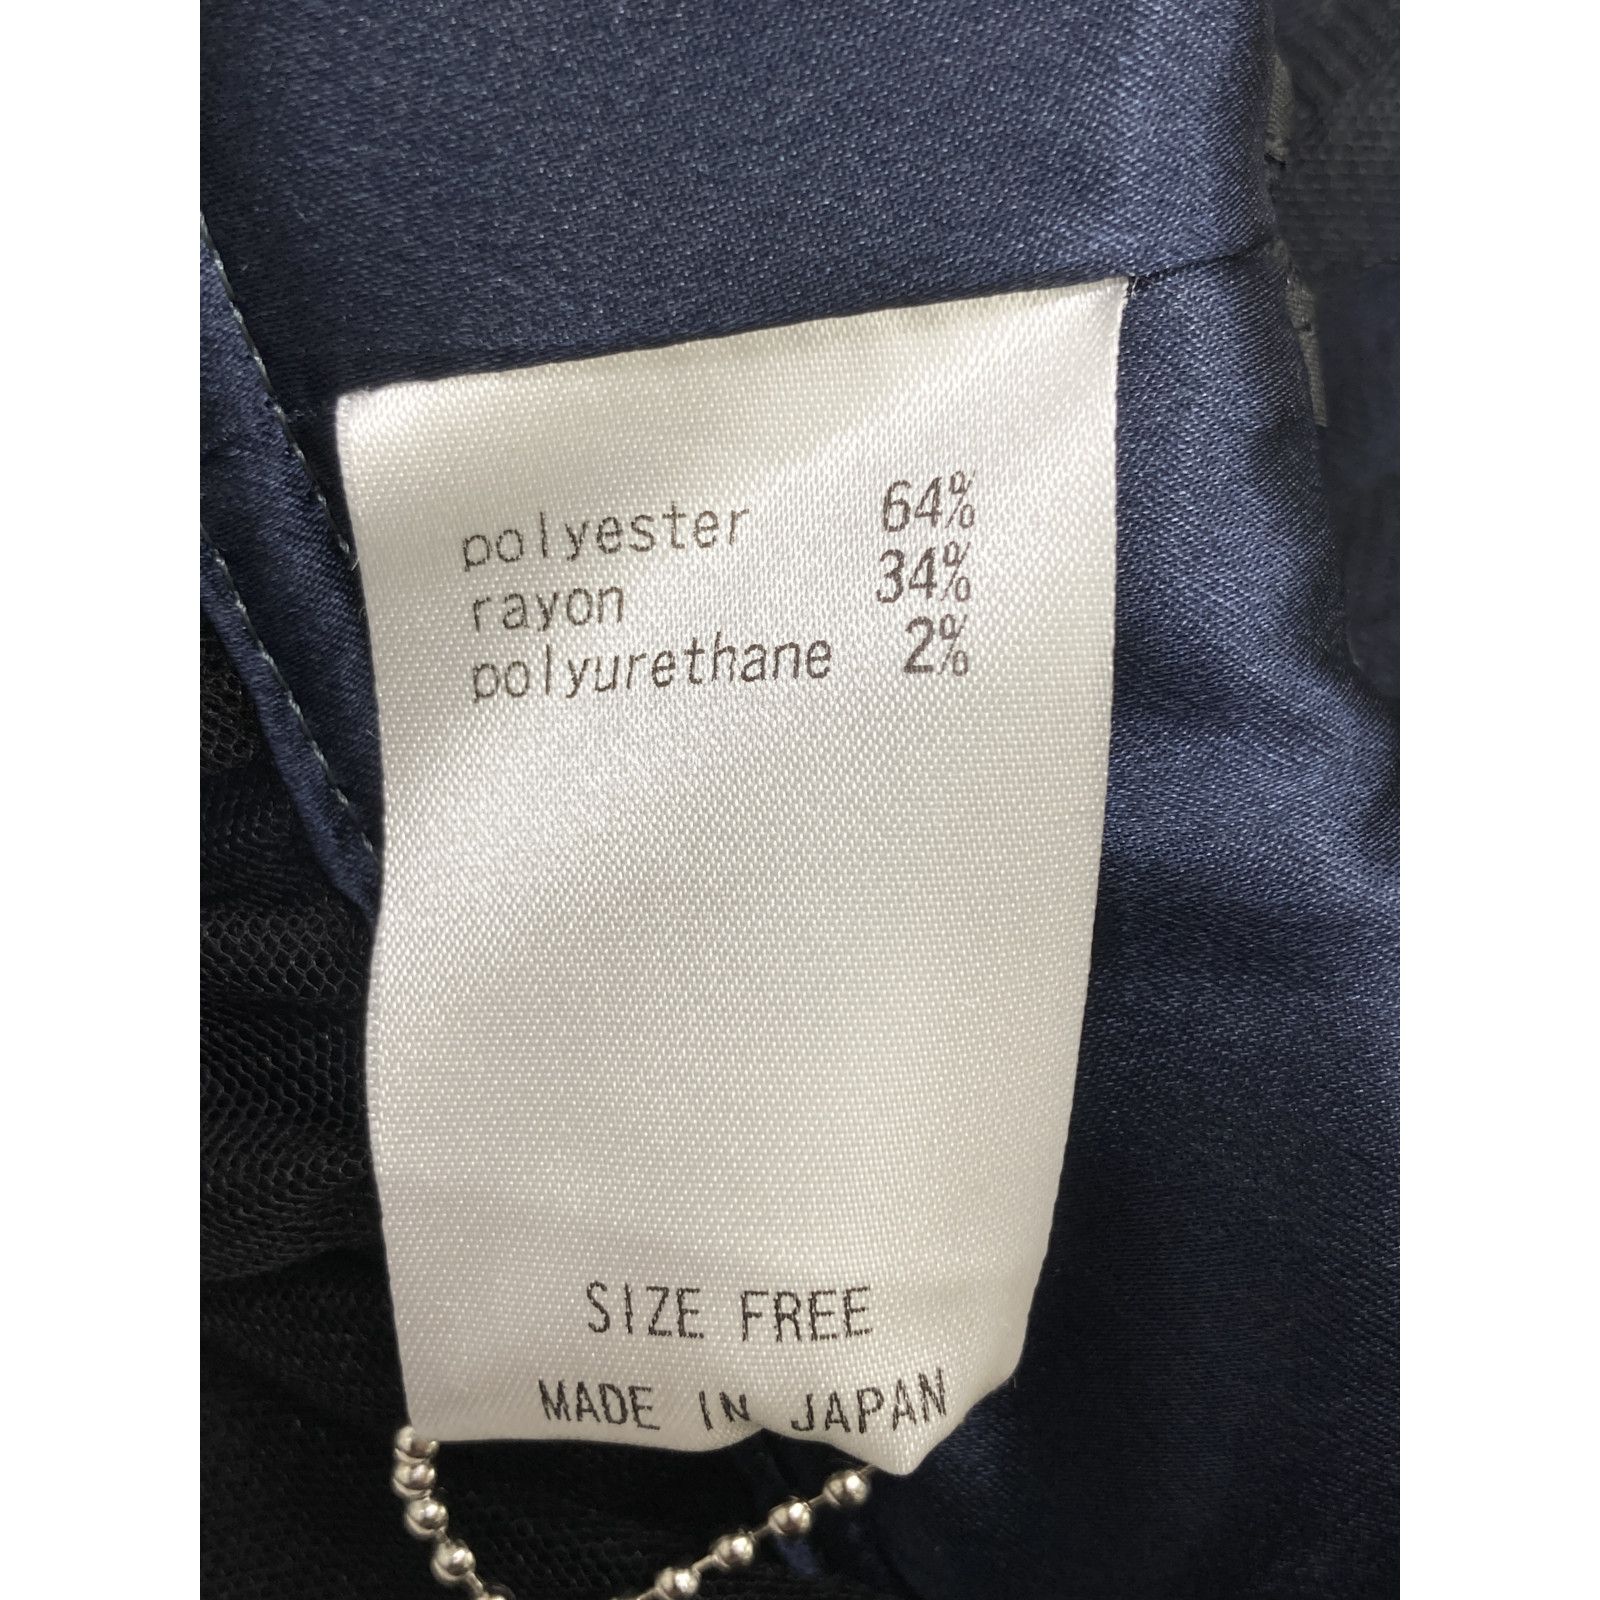 polyester 64%
rayon 34%
polyurethane 2%
SIZE FREE
MADE IN JAPAN